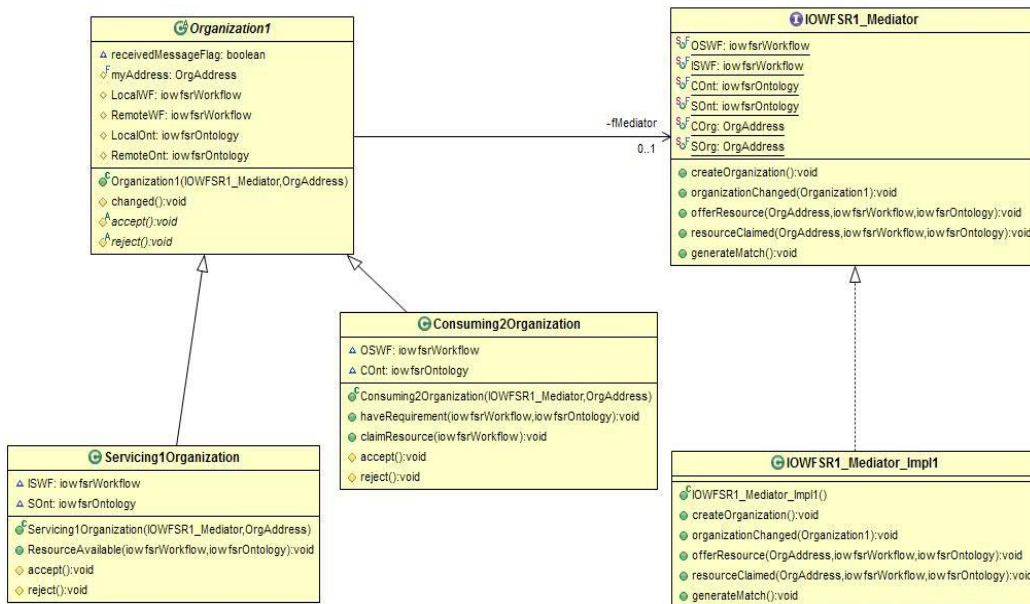 Organization1
receivedMessageFlag: boolean
myAddress: OrgAddress
LocalWF: iowfsrWorkflow
RemoteWF: iowfsrWorkflow
LocalOnt: iowfsrOntology
RemoteOnt: iowfsrOntology
Organization1(IOWFSR1_Mediator,OrgAddress)
changed():void
accept():void
reject():void
-fMediator
0..1
IOWFSR1_Mediator
OSWF: iowfsrWorkflow
ISWF: iowfsrWorkflow
COnt: iowfsrOntology
SOnt: iowfsrOntology
COrg: OrgAddress
SOrg: OrgAddress
createOrganization():void
organizationChanged(Organization1):void
offerResource(OrgAddress,iowfsrWorkflow,iowfsrOntology):void
resourceClaimed(OrgAddress,iowfsrWorkflow,iowfsrOntology):void
generateMatch():void
Consuming2Organization
OSWF: iowfsrWorkflow
COnt: iowfsrOntology
Consuming2Organization(IOWFSR1_Mediator,OrgAddress)
haveRequirement(iowfsrWorkflow,iowfsrOntology):void
claimResource(iowfsrWorkflow):void
accept():void
reject():void
Servicing1Organization
ISWF: iowfsrWorkflow
SOnt: iowfsrOntology
Servicing1Organization(IOWFSR1_Mediator,OrgAddress)
ResourceAvailable(iowfsrWorkflow,iowfsrOntology):void
accept():void
reject():void
IOWFSR1_Mediator_Impl1
IOWFSR1_Mediator_Impl1()
createOrganization():void
organizationChanged(Organization1):void
offerResource(OrgAddress,iowfsrWorkflow,iowfsrOntology):void
resourceClaimed(OrgAddress,iowfsrWorkflow,iowfsrOntology):void
generateMatch():void